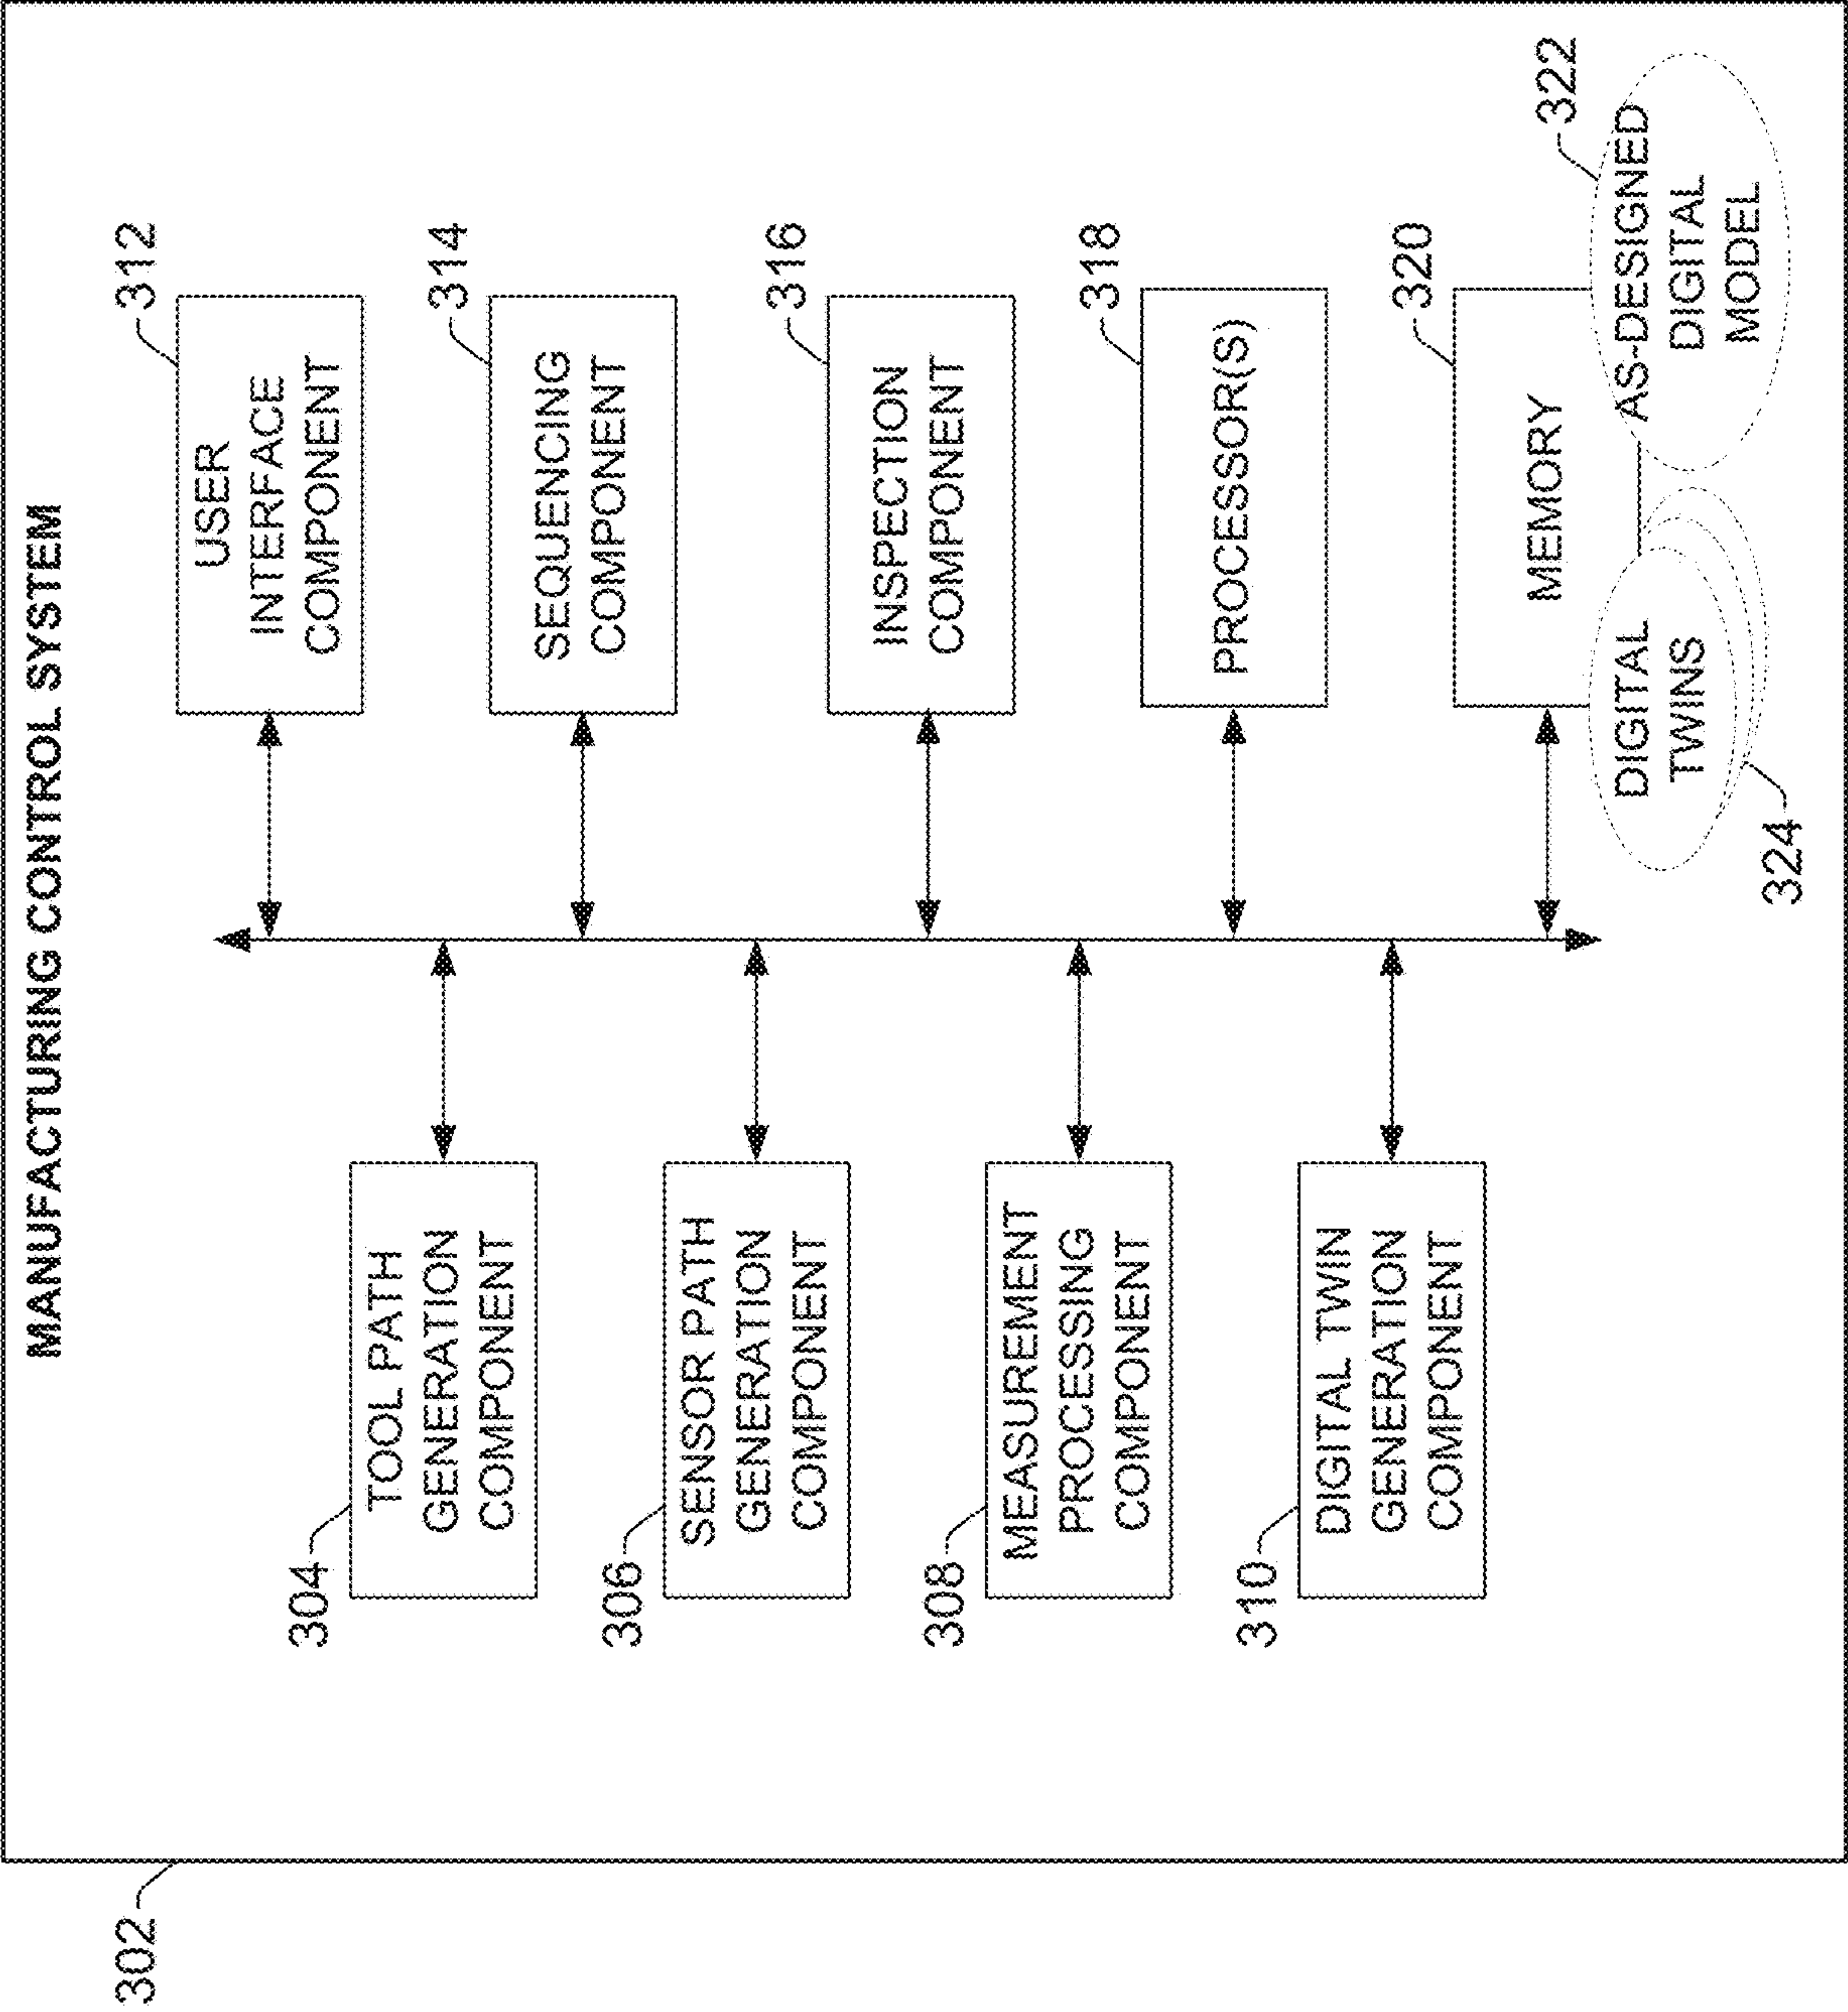 302
MANUFACTURING CONTROL SYSTEM
304
TOOL PATH
GENERATION
COMPONENT
306
SENSOR PATH
GENERATION
COMPONENT
308
MEASUREMENT
PROCESSING
COMPONENT
310
DIGITAL TWIN
GENERATION
COMPONENT
312
USER
INTERFACE
COMPONENT
314
SEQUENCING
COMPONENT
316
INSPECTION
COMPONENT
318
PROCESSOR(S)
320
MEMORY
324
DIGITAL
TWINS
322
AS-DESIGNED
DIGITAL
MODEL